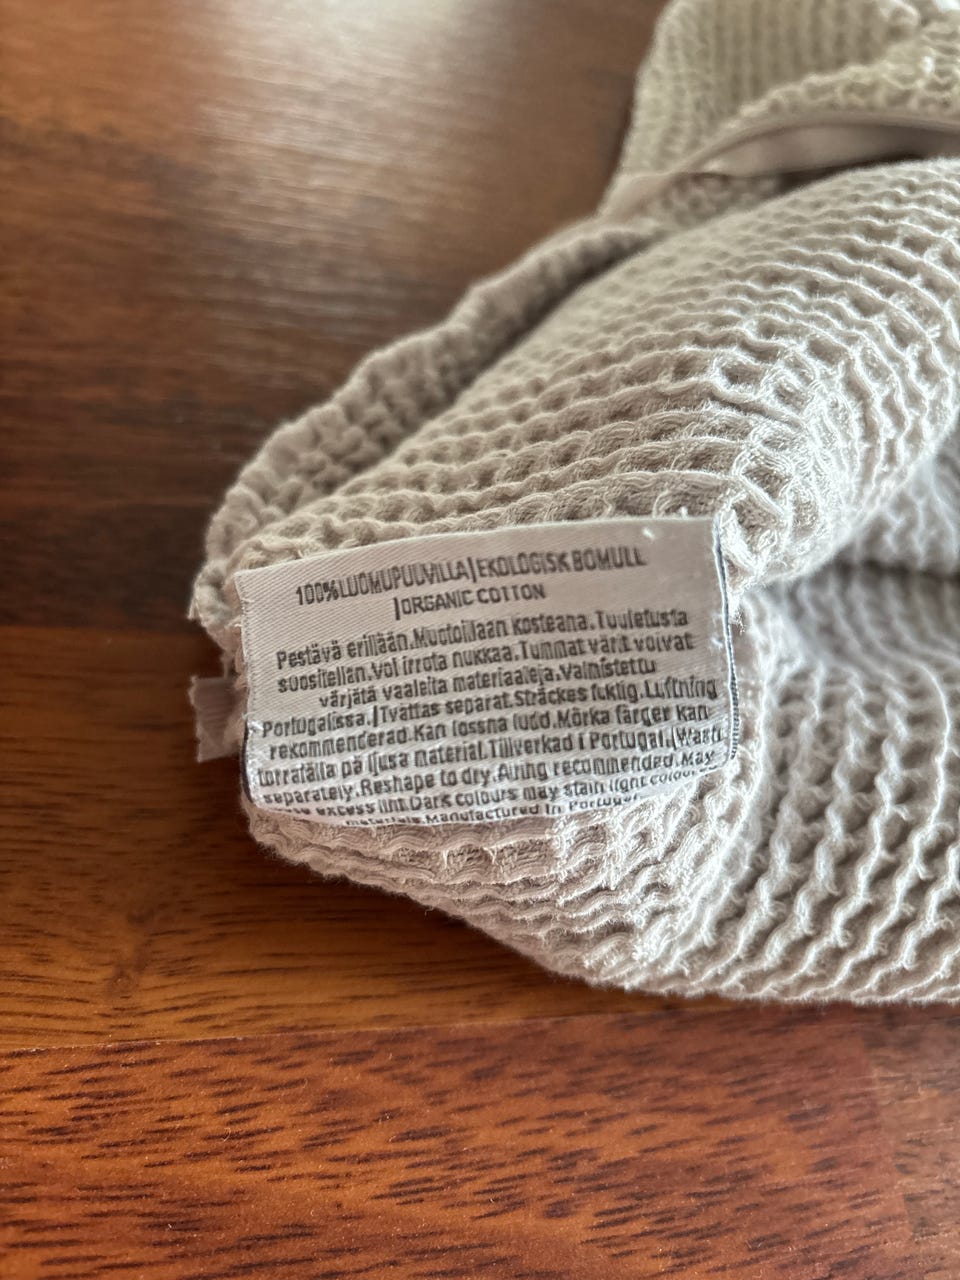 100%LUOMUPUUVILLA|EKOLOGISK BOMULL
|ORGANIC COTTON
Pestävä erillään.Muotoillaan kosteana.Tuuletusta
suositellan.Voi irrota nukkaa.Tummat värit voivat
värjätä vaaleita materiaaleja.Valmistettu
Portugalissa.|Tvättas separat.Sträckes fuktig.Luftning
rekommenderad.Kan lossna ludd.Mörka färger kan
torrafälla på ljusa material.Tillverkad i Portugal.|Wash
separately.Reshape to dry.Airing recommended.May
excess lint.Dark colours may stain light colour
materials.Manufactured in Portugal.